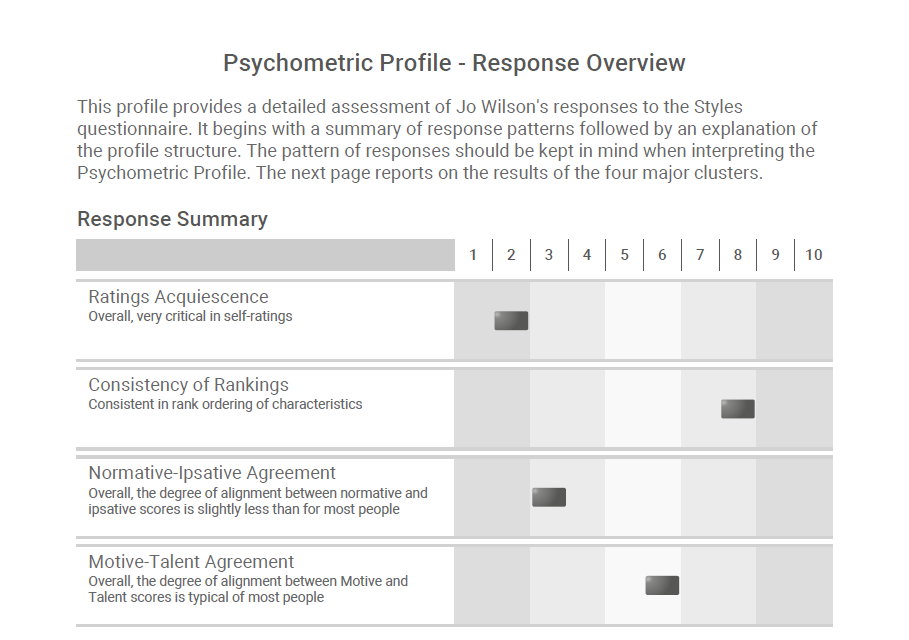 Psychometric Profile - Response Overview
This profile provides a detailed assessment of Jo Wilson's responses to the Styles
questionnaire. It begins with a summary of response patterns followed by an explanation of
the profile structure. The pattern of responses should be kept in mind when interpreting the
Psychometric Profile. The next page reports on the results of the four major clusters.
Response Summary
1 2 3 4 5 6 7 8 9 10
Ratings Acquiescence
Overall, very critical in self-ratings
Consistency of Rankings
Consistent in rank ordering of characteristics
Normative-Ipsative Agreement
Overall, the degree of alignment between normative and
ipsative scores is slightly less than for most people
Motive-Talent Agreement
Overall, the degree of alignment between Motive and
Talent scores is typical of most people